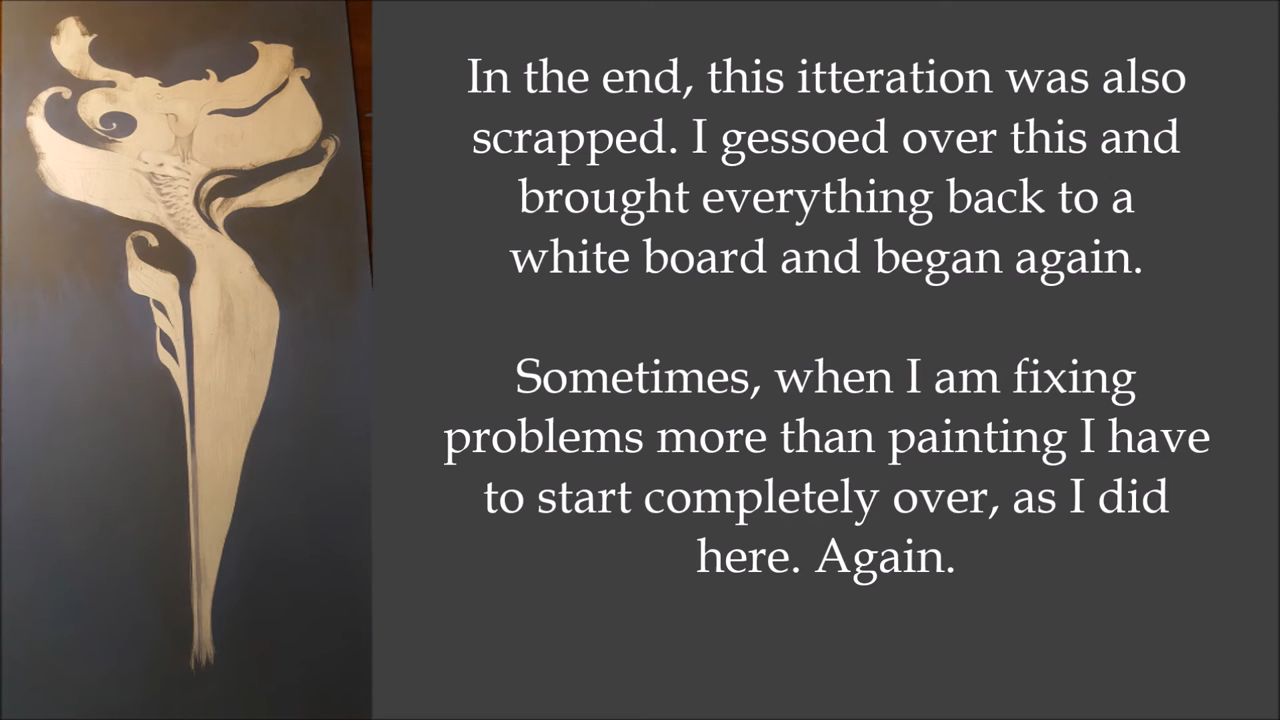 In the end, this itteration was also
scrapped. I gessoed over this and
brought everything back to a
white board and began again.
Sometimes, when I am fixing
problems more than painting I have
to start completely over, as I did
here. Again.